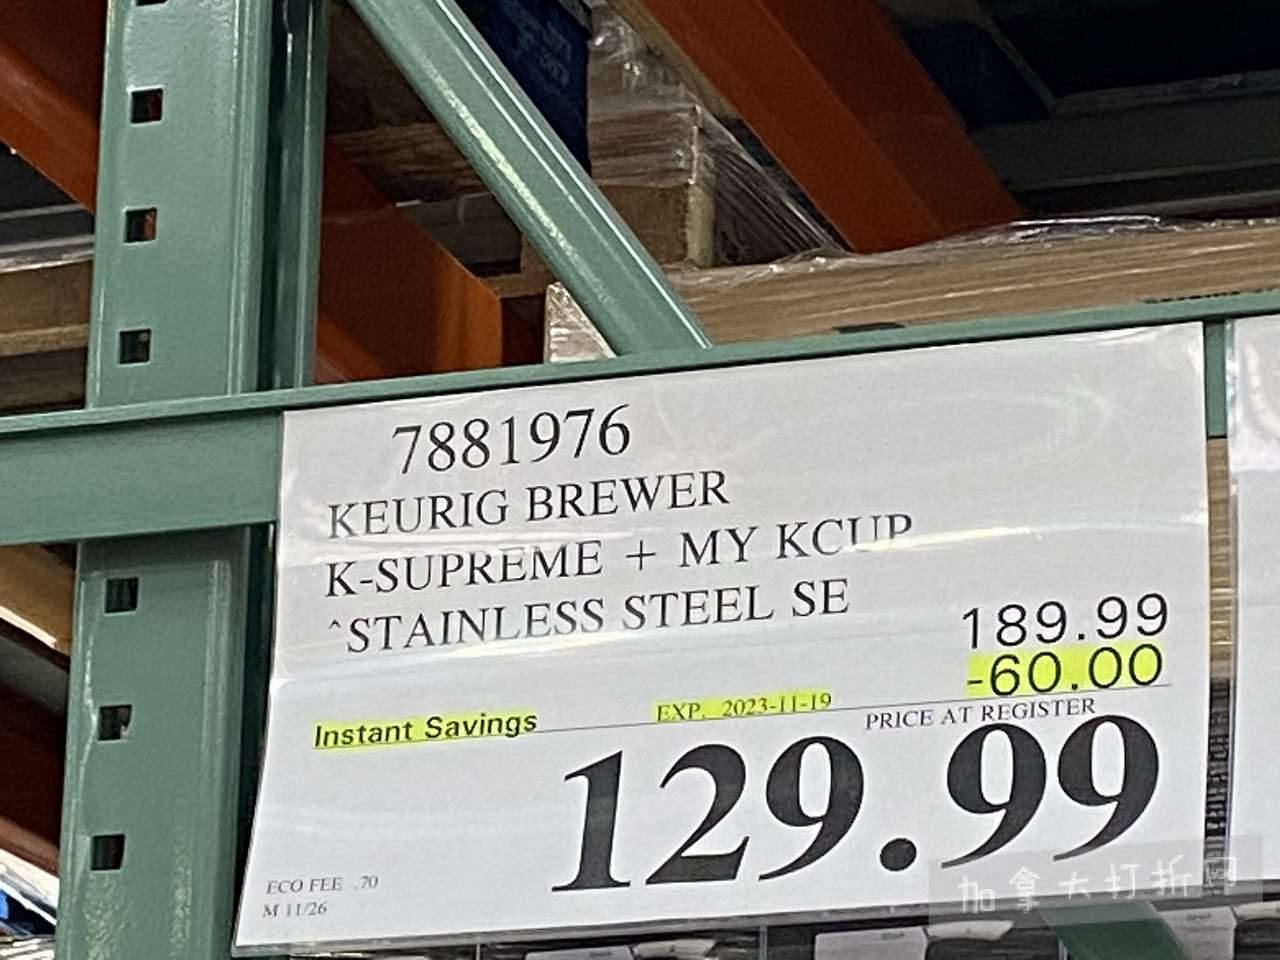 7881976
KEURIG BREWER
K-SUPREME + MY KCUP
^STAINLESS STEEL SE
189.99
-60.00
Instant Savings EXP. 2023-11-19
PRICE AT REGISTER
129.99
ECO FEE .70
M 11/26
加拿大打折网